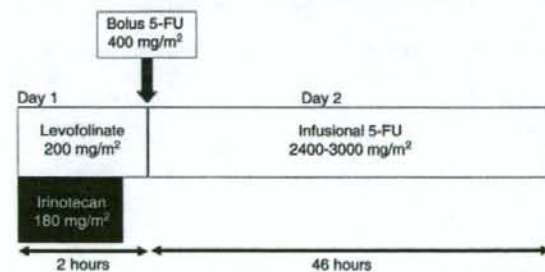 Bolus 5-FU
400 mg/m²
Day 1
Day 2
Levofolinate
200 mg/m²
Infusional 5-FU
2400-3000 mg/m²
Irinotecan
180 mg/m²
2 hours
46 hours